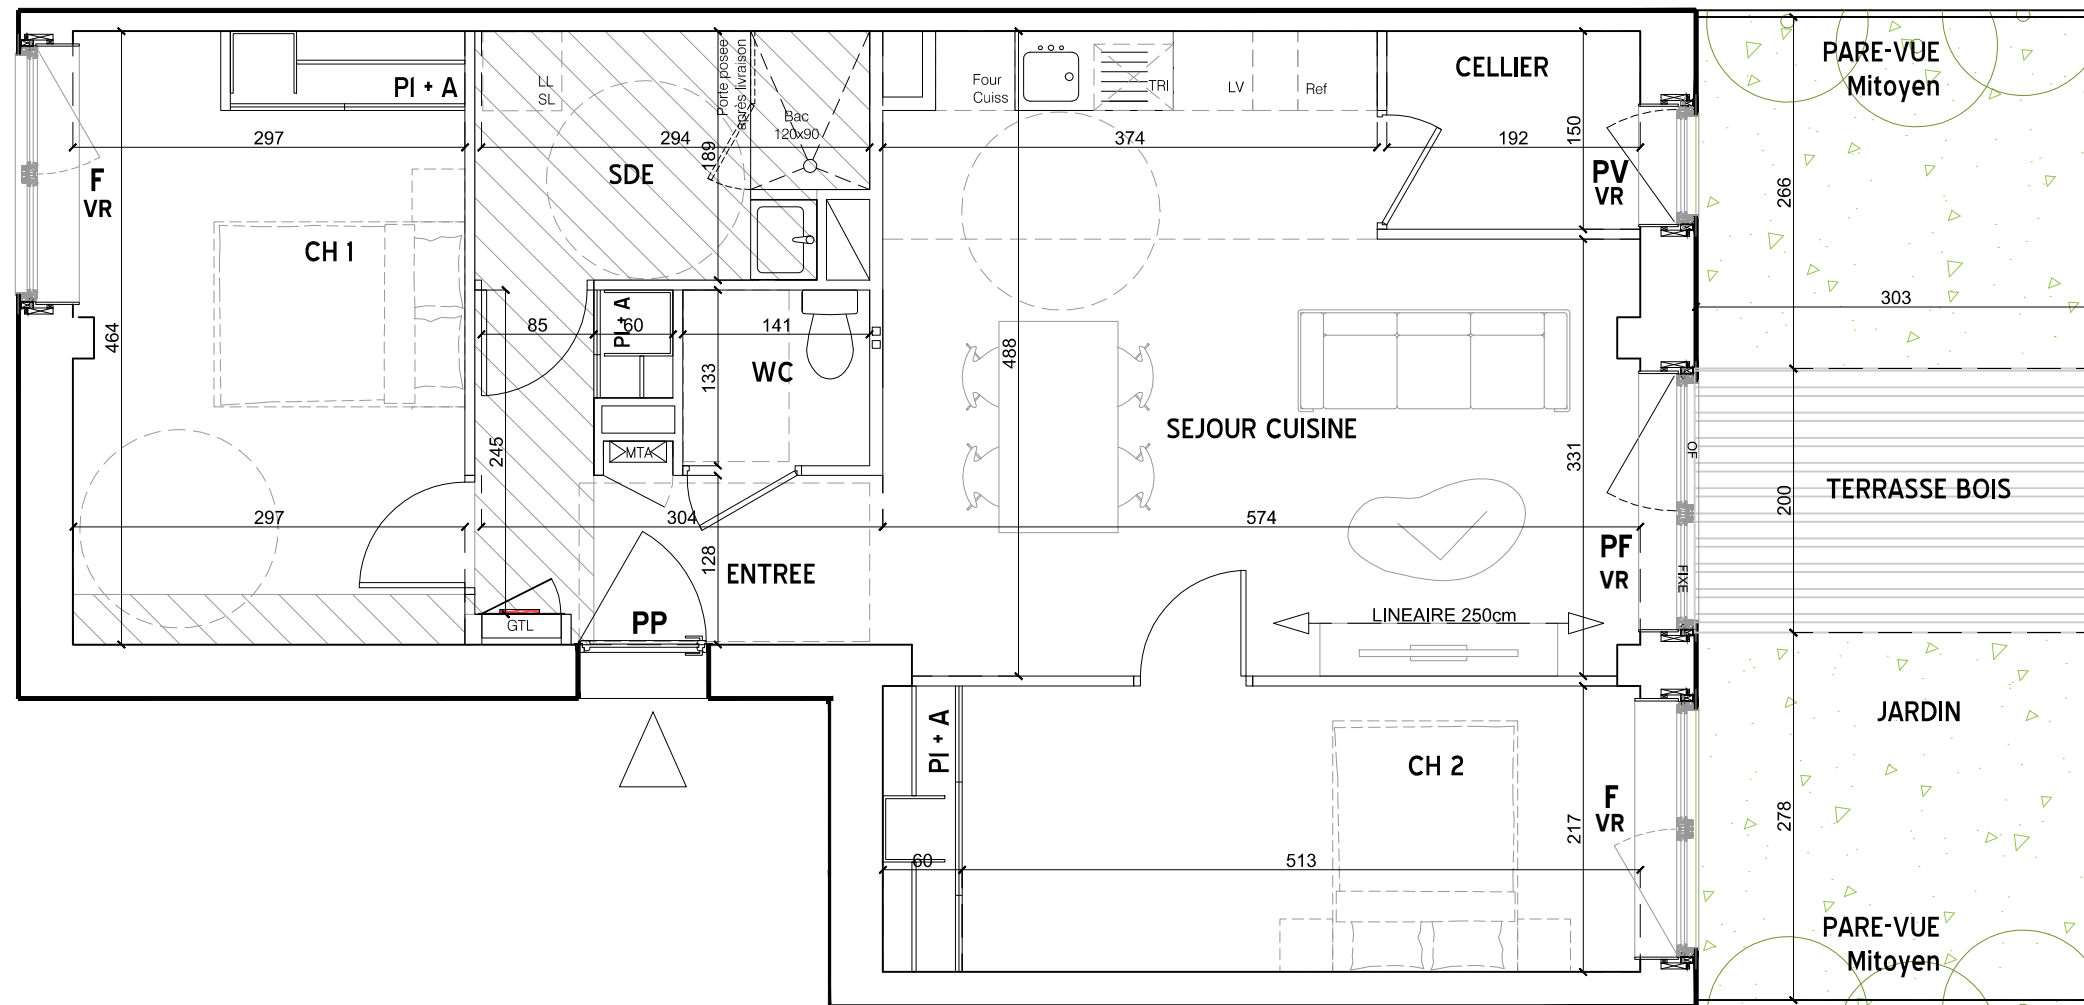 PI + A
297
F
VR
CH 1
464
297
LL
SL
Porte posée
après livraison
Bac
120x90
294
189
SDE
85
PI + A
60
141
133
WC
245
MTA
304
128
ENTREE
GTL
PP
Four
Cuiss
TRI
LV
Ref
374
488
CELLIER
192
150
PV
VR
SEJOUR CUISINE
331
574
OF
FIXE
PF
VR
LINEAIRE 250cm
PI + A
60
CH 2
513
217
F
VR
PARE-VUE
Mitoyen
266
303
TERRASSE BOIS
200
JARDIN
278
PARE-VUE
Mitoyen